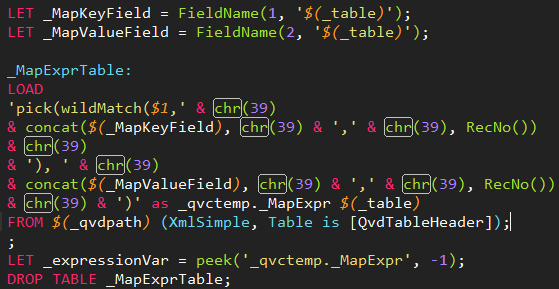 LET _MapKeyField = FieldName(1, '$(_table)');
LET _MapValueField = FieldName(2, '$(_table)');
_MapExprTable:
LOAD
'pick(wildMatch($1,' & chr(39)
& concat($(_MapKeyField), chr(39) & ',' & chr(39), RecNo())
& chr(39)
& '), ' & chr(39)
& concat($(_MapValueField), chr(39) & ',' & chr(39), RecNo())
& chr(39) & ')' as _qvctemp._MapExpr $(_table)
FROM $(_qvdpath) (XmlSimple, Table is [QvdTableHeader]);
;
LET _expressionVar = peek('_qvctemp._MapExpr', -1);
DROP TABLE _MapExprTable;